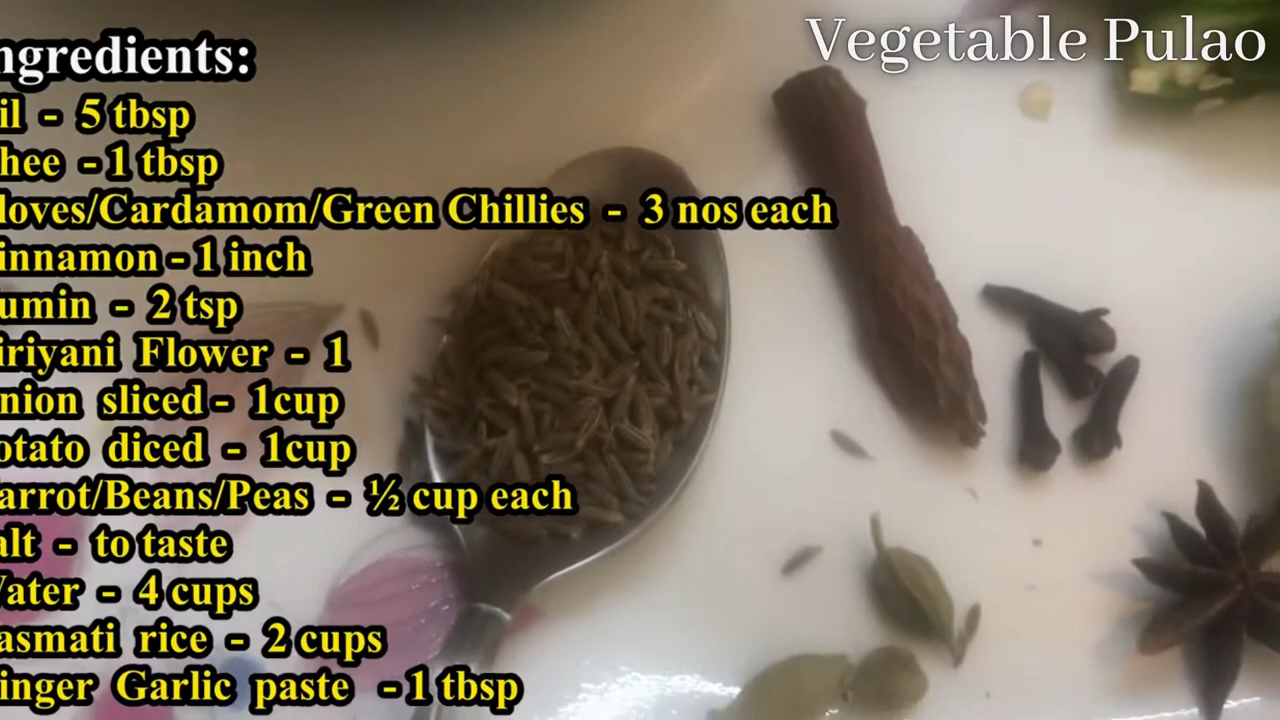 Vegetable Pulao
ngredients:
il - 5 tbsp
hee - 1 tbsp
loves/Cardamom/Green Chillies - 3 nos each
innamon - 1 inch
umin - 2 tsp
iriyani Flower - 1
nion sliced - 1cup
otato diced - 1cup
arrot/Beans/Peas - ½ cup each
alt - to taste
ater - 4 cups
asmati rice - 2 cups
inger Garlic paste - 1 tbsp